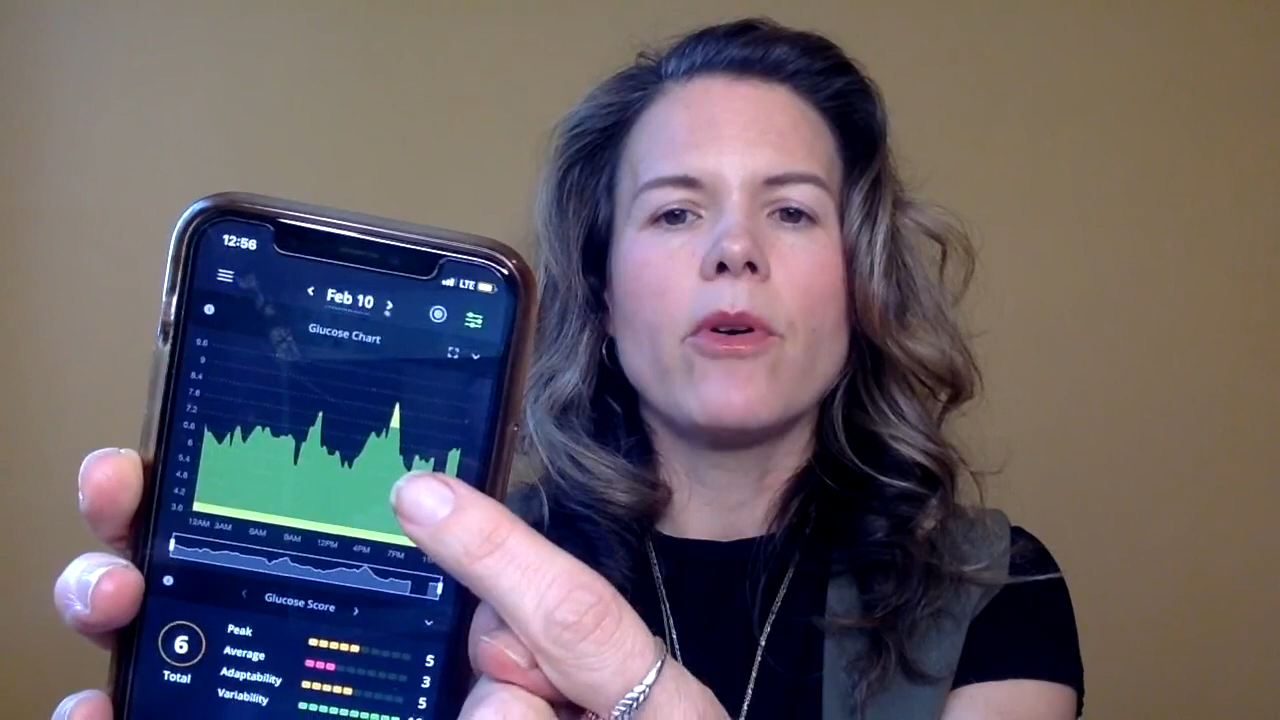 12:56
LTE
Feb 10
Glucose Chart
9.6
9
8.4
7.8
7.2
6.6
6
5.4
4.8
4.2
3.6
12AM 3AM 6AM 9AM 12PM 4PM 7PM
Glucose Score
6
Total
Peak 5
Average 3
Adaptability 5
Variability